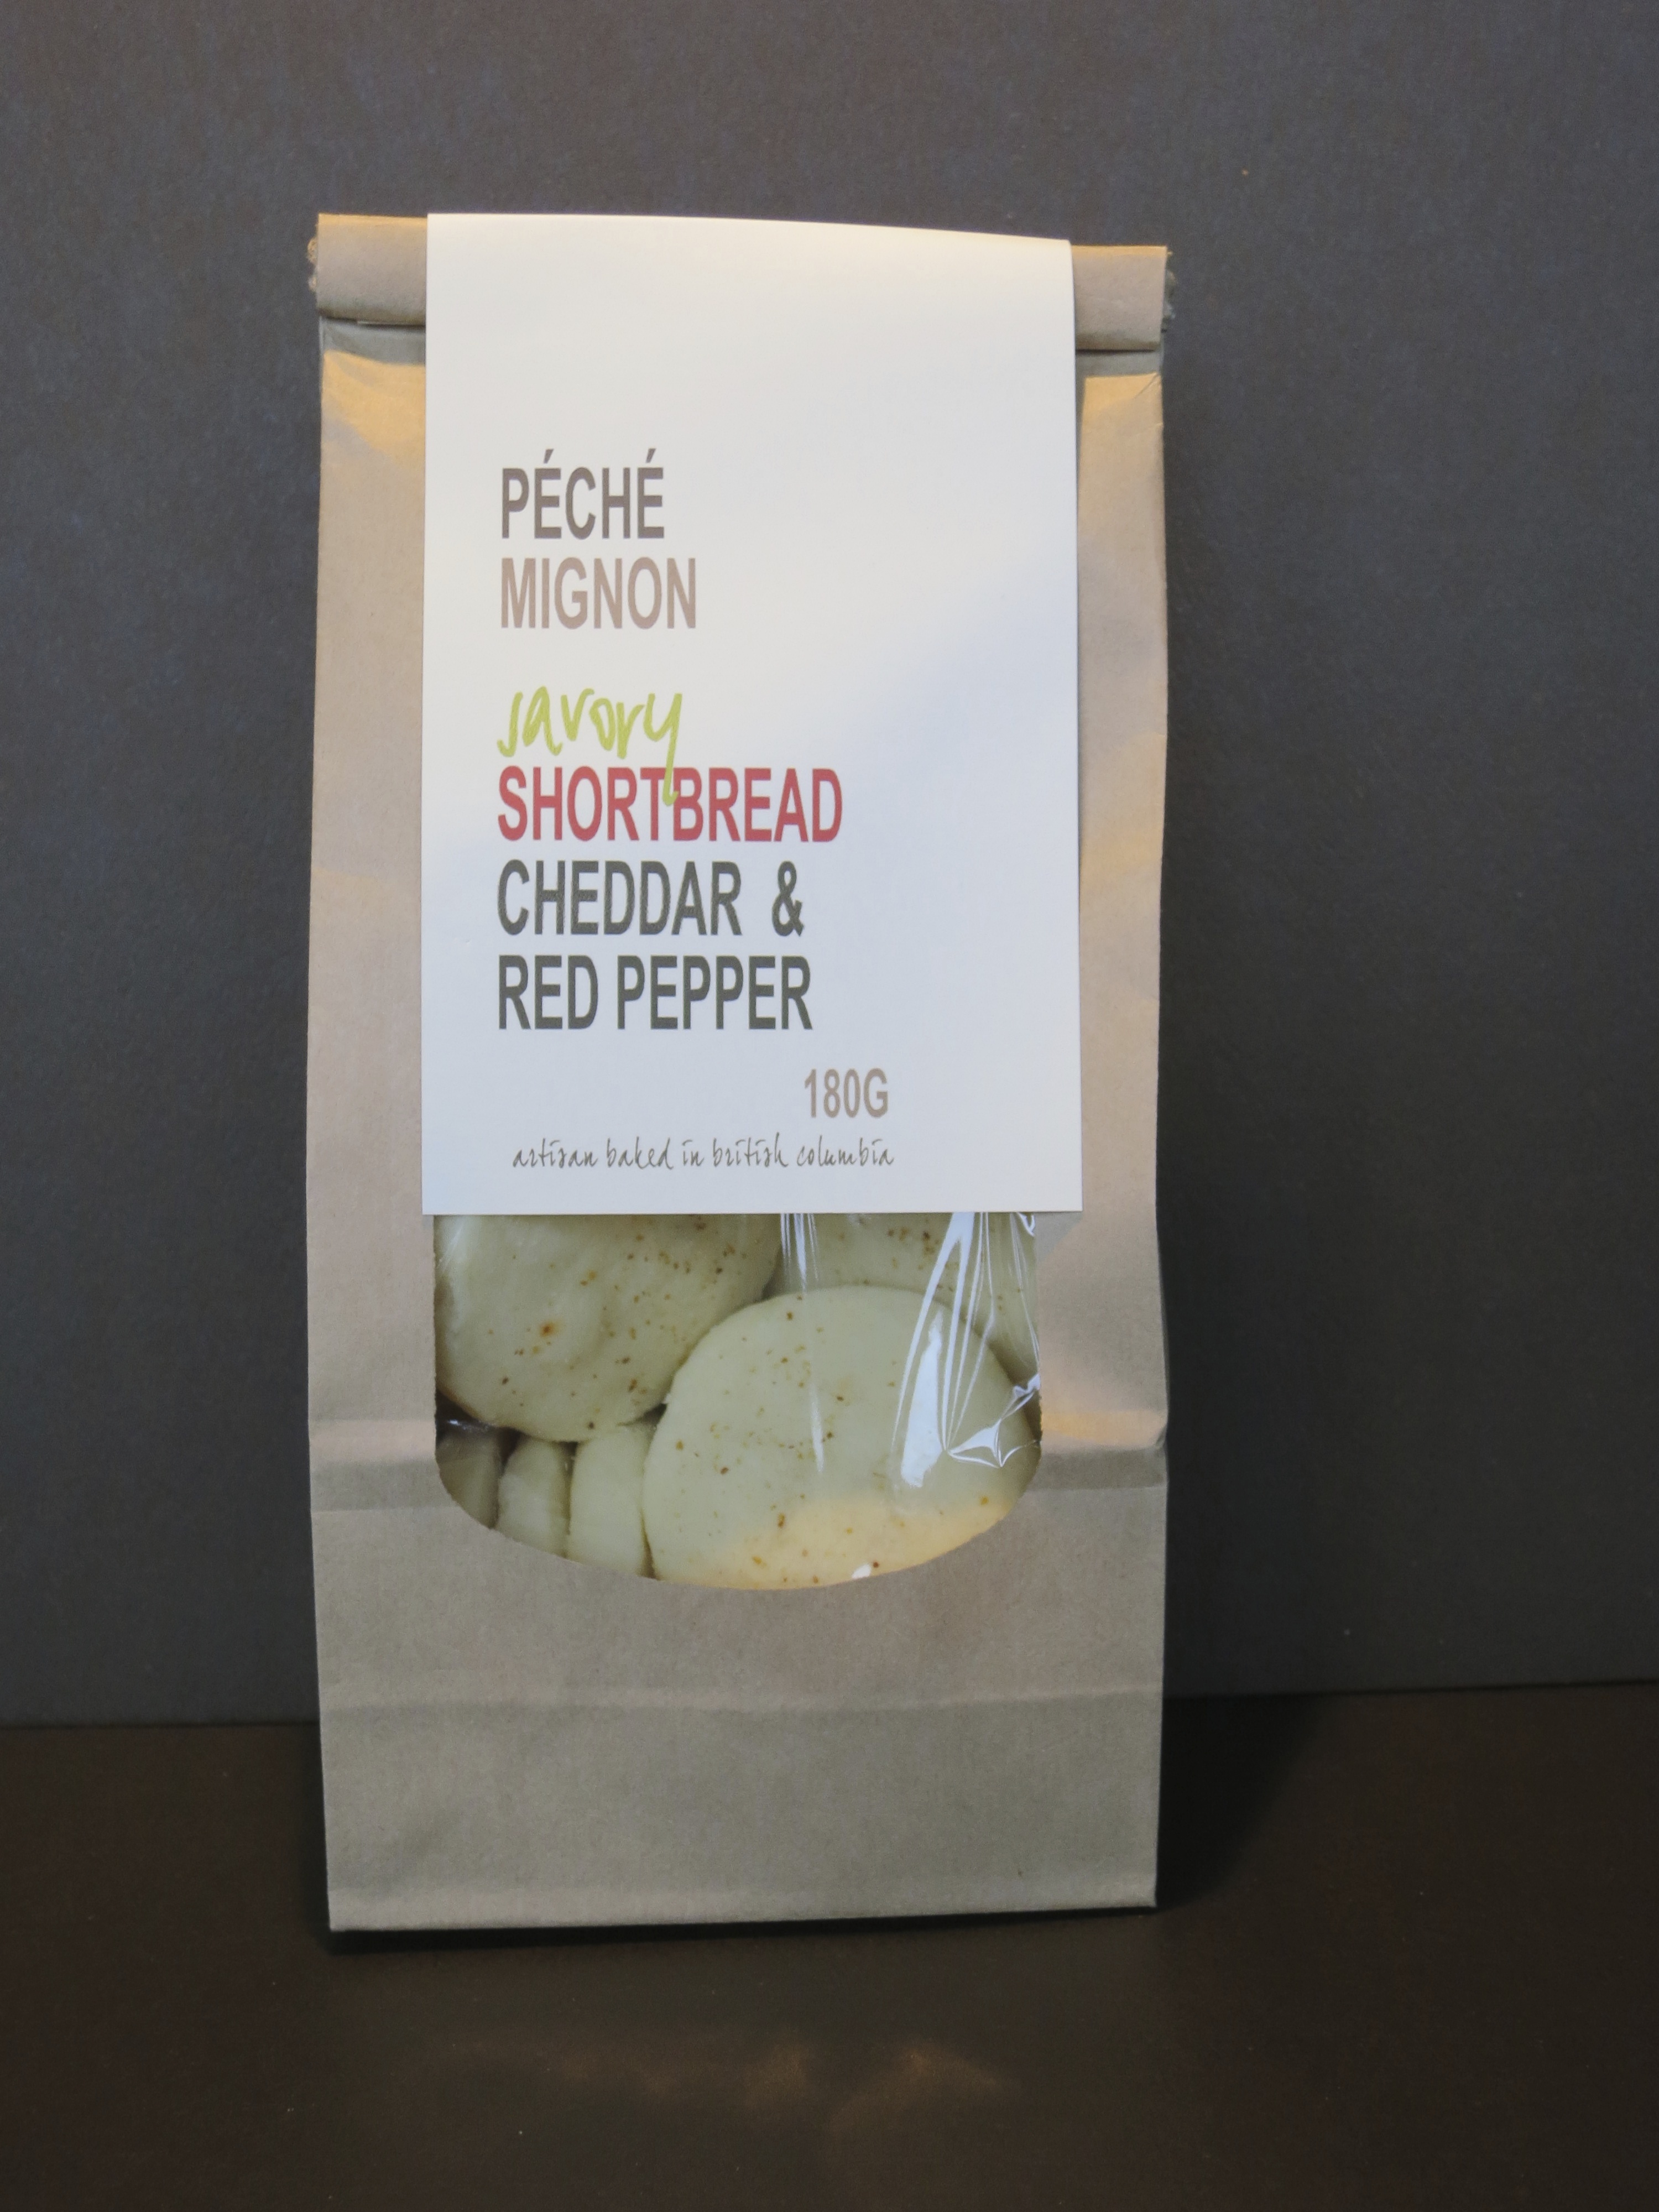 PÉCHÉ
MIGNON
savory
SHORTBREAD
CHEDDAR &
RED PEPPER
180G
artisan baked in british columbia